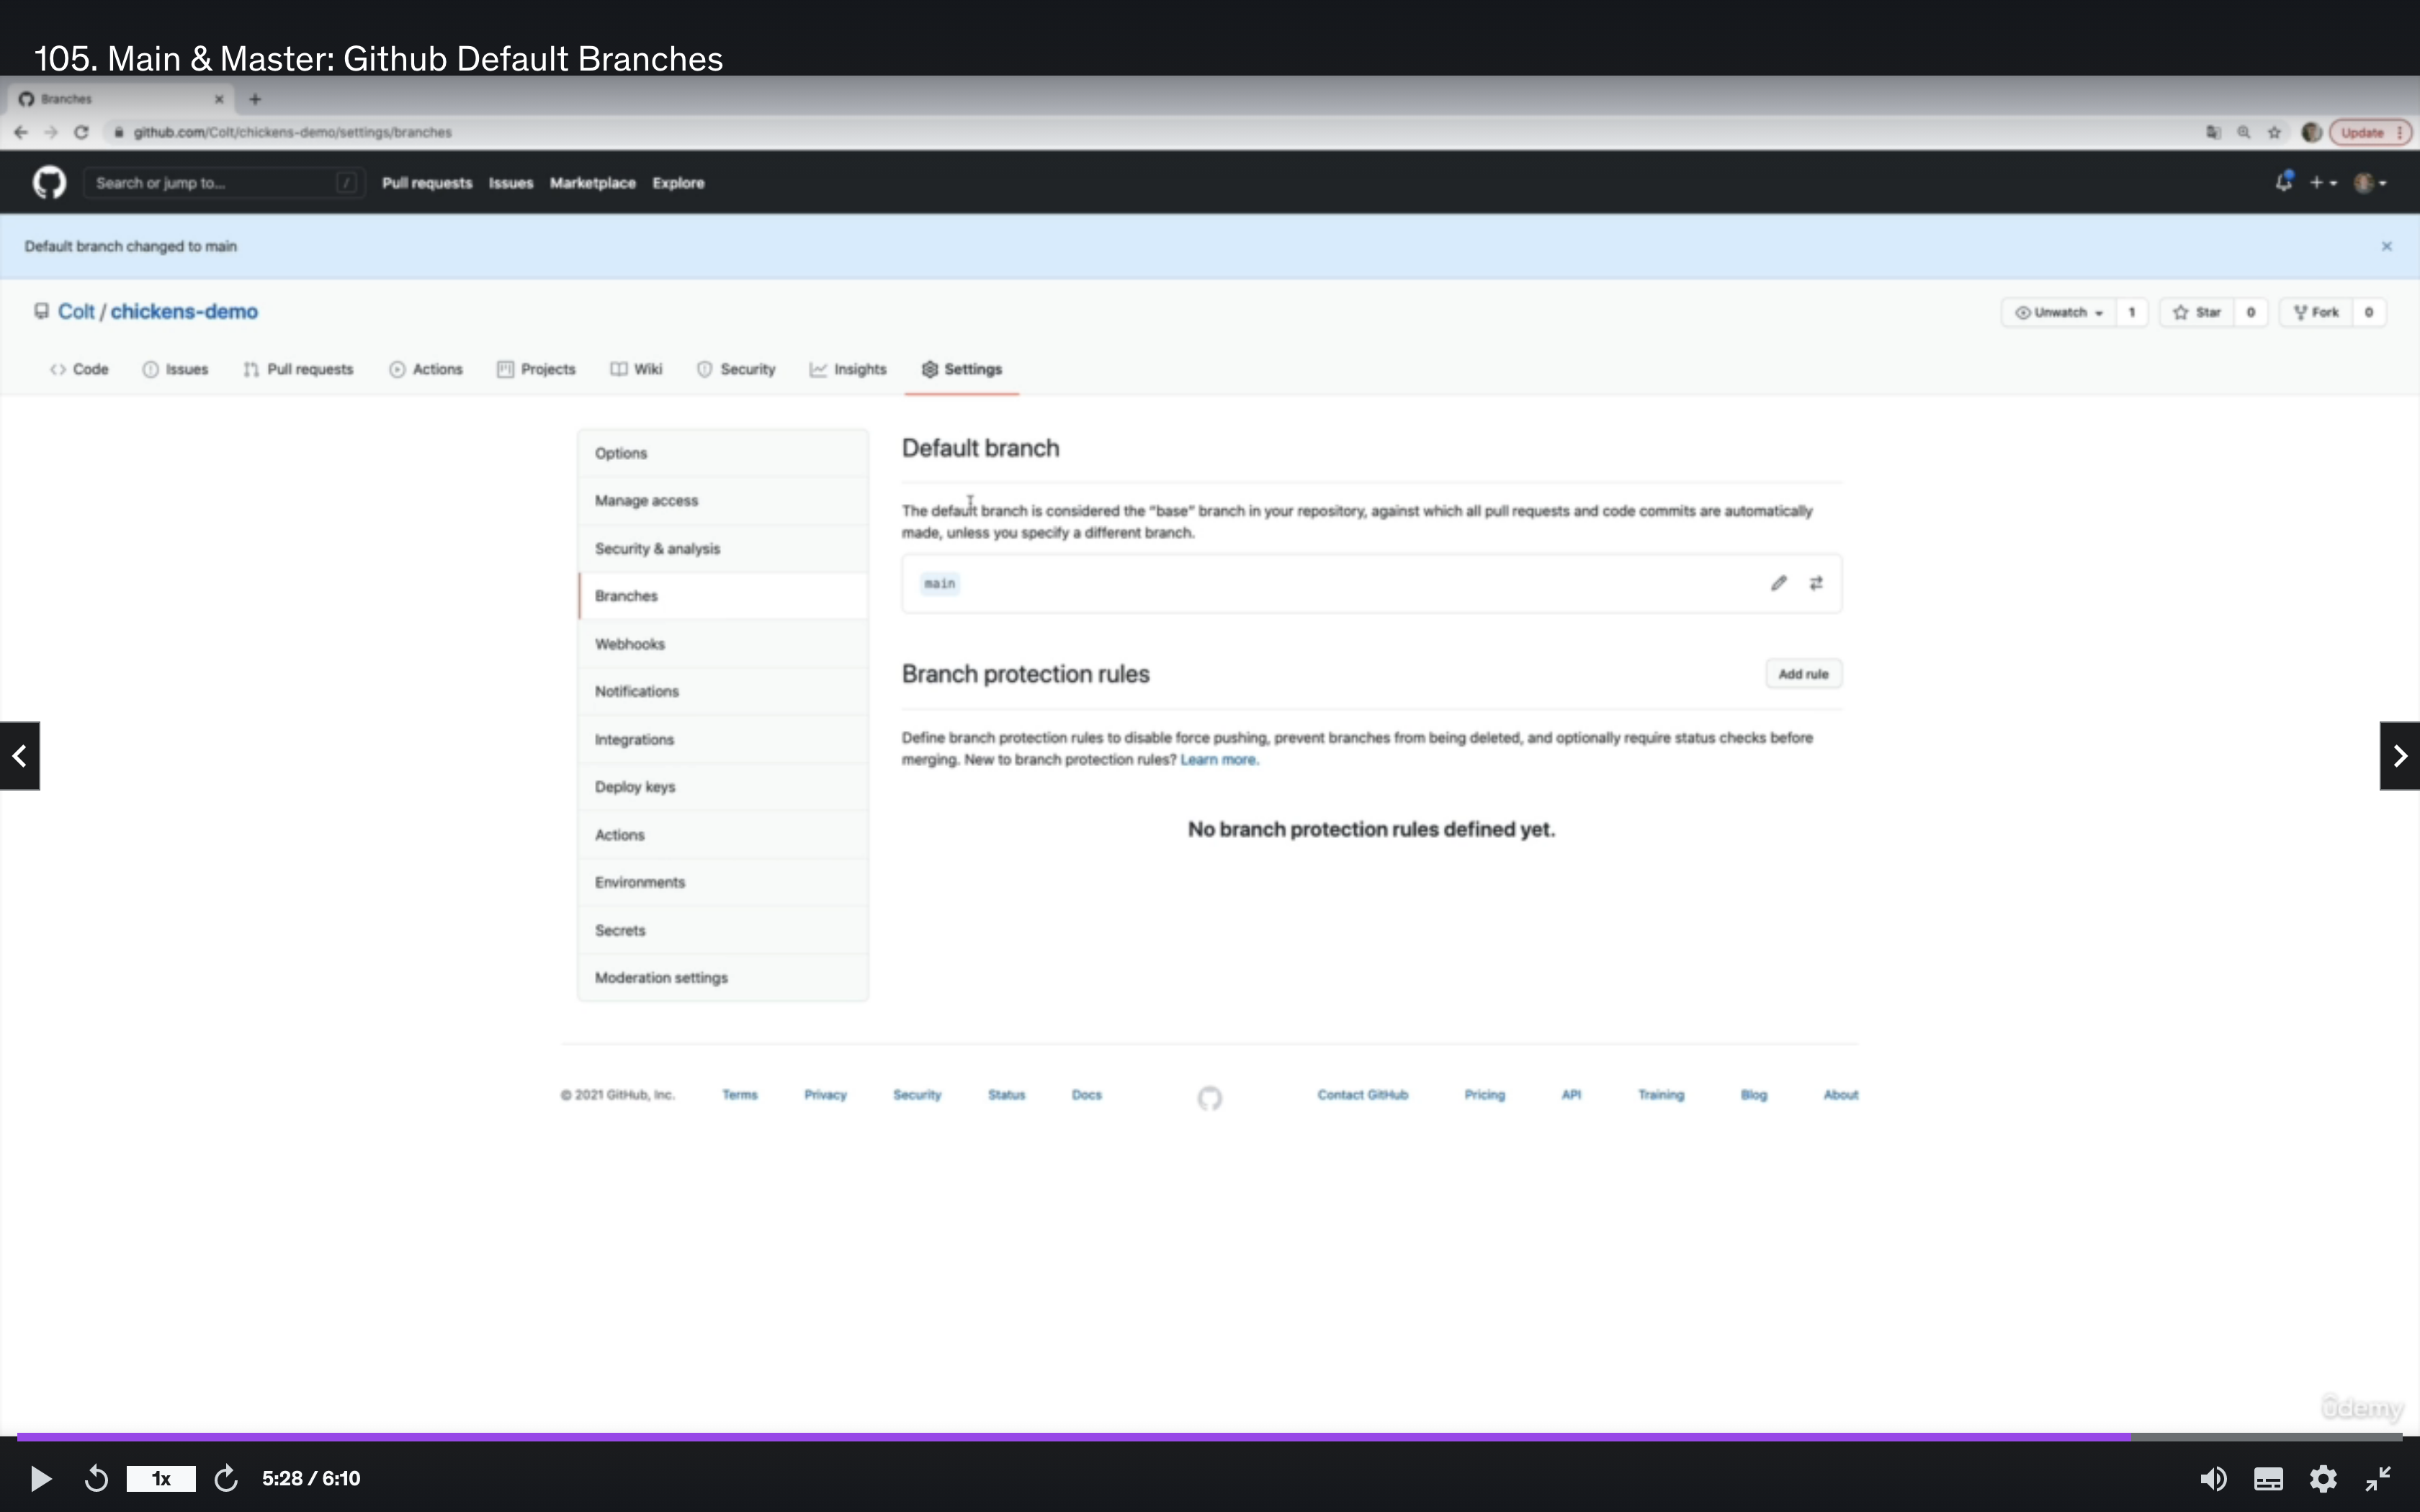 105. Main & Master: Github Default Branches
Branches
github.com/Colt/chickens-demo/settings/branches
Update
Search or jump to...
/
Pull requests Issues Marketplace Explore
Default branch changed to main
Colt / chickens-demo
Unwatch 1 Star 0 Fork 0
Code Issues Pull requests Actions Projects Wiki Security Insights Settings
Options
Manage access
Security & analysis
Branches
Webhooks
Notifications
Integrations
Deploy keys
Actions
Environments
Secrets
Moderation settings
Default branch
The default branch is considered the "base" branch in your repository, against which all pull requests and code commits are automatically
made, unless you specify a different branch.
main
Branch protection rules
Add rule
Define branch protection rules to disable force pushing, prevent branches from being deleted, and optionally require status checks before
merging. New to branch protection rules? Learn more.
No branch protection rules defined yet.
© 2021 GitHub, Inc. Terms Privacy Security Status Docs Contact GitHub Pricing API Training Blog About
ûdemy
1x 5:28 / 6:10